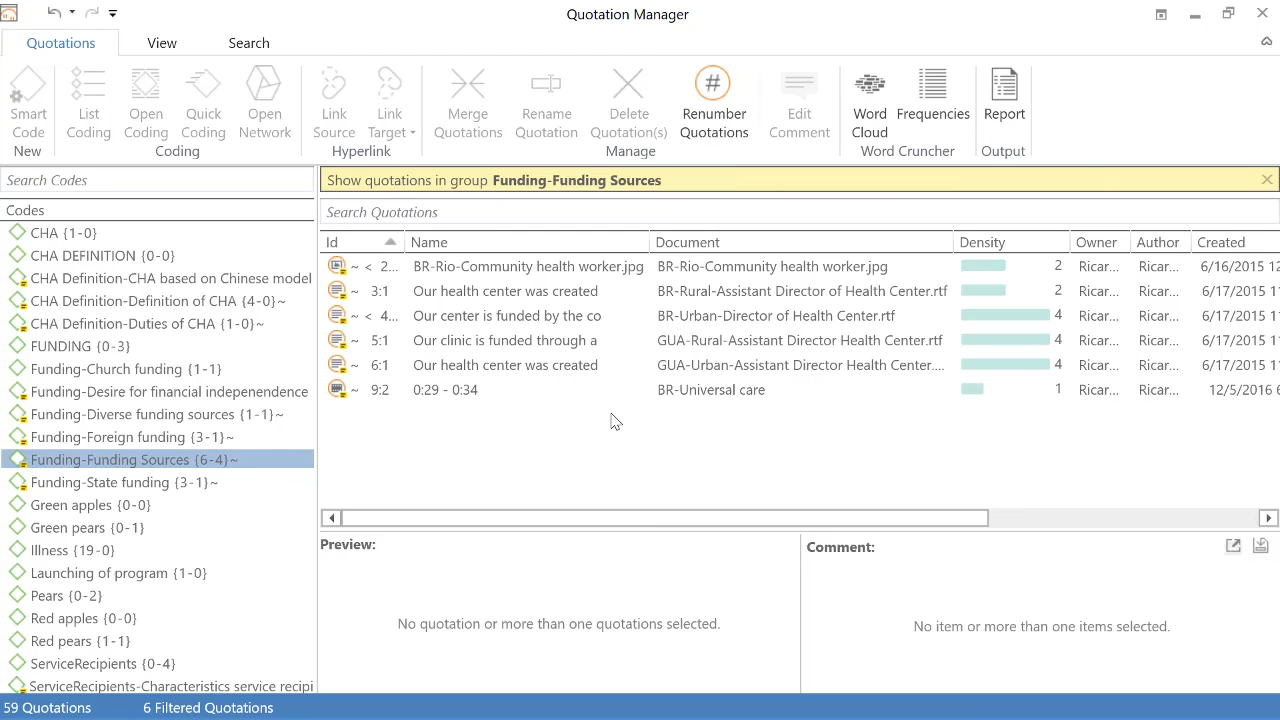 Quotation Manager
Quotations View Search
Smart Code
List Coding
Open Coding
Quick Coding
Open Network
Link Source
Link Target
Merge Quotations
Rename Quotation
Delete Quotation(s)
# Renumber Quotations
Edit Comment
Word Cloud
Frequencies
Report
New Coding Hyperlink Manage Word Cruncher Output
Search Codes
Show quotations in group Funding-Funding Sources
Search Quotations
Codes
Id Name Document Density Owner Author Created
CHA {1-0}
CHA DEFINITION {0-0}
CHA Definition-CHA based on Chinese model
CHA Definition-Definition of CHA {4-0}~
CHA Definition-Duties of CHA {1-0}~
FUNDING {0-3}
Funding-Church funding {1-1}
Funding-Desire for financial indepenendence
Funding-Diverse funding sources {1-1}~
Funding-Foreign funding {3-1}~
Funding-Funding Sources {6-4}~
Funding-State funding {3-1}~
Green apples {0-0}
Green pears {0-1}
Illness {19-0}
Launching of program {1-0}
Pears {0-2}
Red apples {0-0}
Red pears {1-1}
ServiceRecipients {0-4}
ServiceRecipients-Characteristics service recipi
~ < 2... BR-Rio-Community health worker.jpg BR-Rio-Community health worker.jpg 2 Ricar... Ricar... 6/16/2015 12
~ 3:1 Our health center was created BR-Rural-Assistant Director of Health Center.rtf 2 Ricar... Ricar... 6/17/2015 11
~ < 4... Our center is funded by the co BR-Urban-Director of Health Center.rtf 4 Ricar... Ricar... 6/17/2015 11
~ 5:1 Our clinic is funded through a GUA-Rural-Assistant Director Health Center.rtf 4 Ricar... Ricar... 6/17/2015 11
~ 6:1 Our health center was created GUA-Urban-Assistant Director Health Center.... 4 Ricar... Ricar... 6/17/2015 11
~ 9:2 0:29 - 0:34 BR-Universal care 1 Ricar... Ricar... 12/5/2016 6
Preview:
No quotation or more than one quotations selected.
Comment:
No item or more than one items selected.
59 Quotations 6 Filtered Quotations